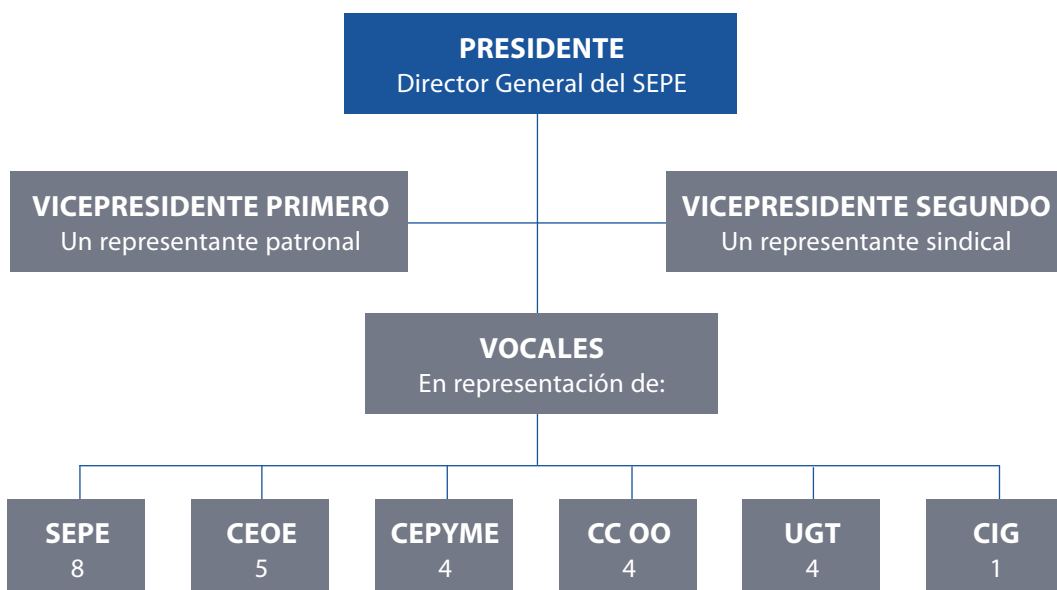 PRESIDENTE
Director General del SEPE
VICEPRESIDENTE PRIMERO
Un representante patronal
VICEPRESIDENTE SEGUNDO
Un representante sindical
VOCALES
En representación de:
SEPE
8
CEOE
5
CEPYME
4
CC OO
4
UGT
4
CIG
1